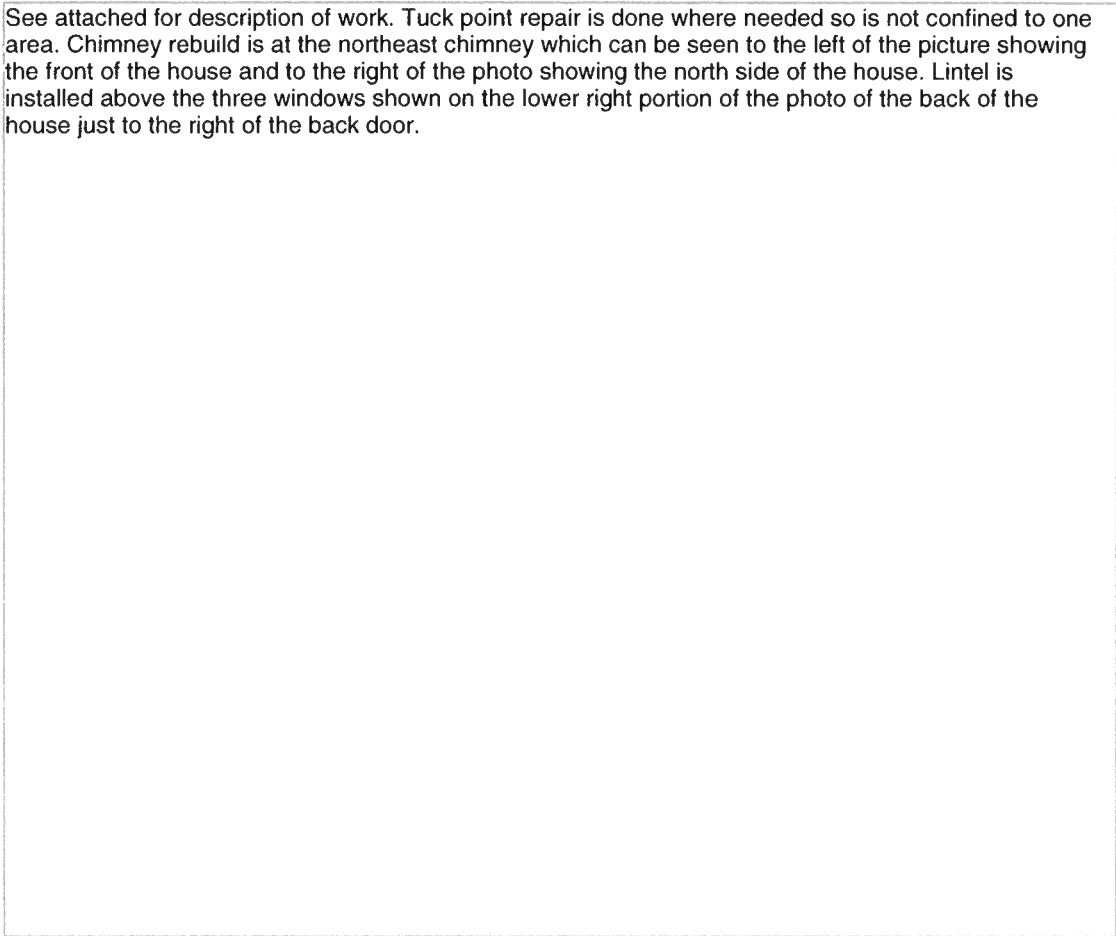 See attached for description of work. Tuck point repair is done where needed so is not confined to one
area. Chimney rebuild is at the northeast chimney which can be seen to the left of the picture showing
the front of the house and to the right of the photo showing the north side of the house. Lintel is
installed above the three windows shown on the lower right portion of the photo of the back of the
house just to the right of the back door.